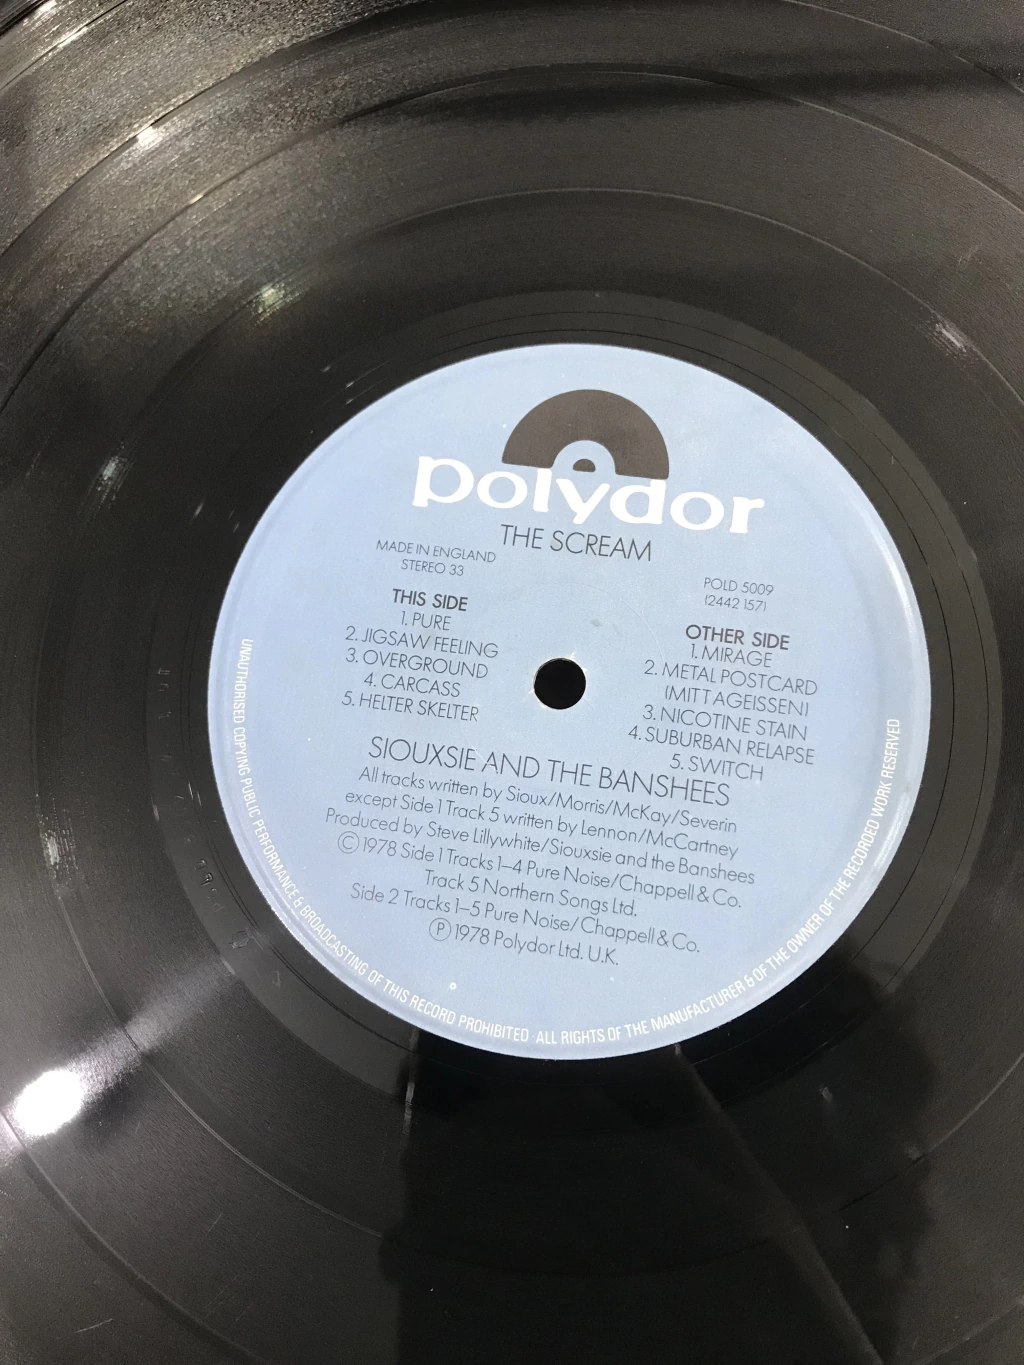 polydor
THE SCREAM
MADE IN ENGLAND
STEREO 33
POLD 5009
(2442 157)
THIS SIDE
1. PURE
2. JIGSAW FEELING
3. OVERGROUND
4. CARCASS
5. HELTER SKELTER
OTHER SIDE
1. MIRAGE
2. METAL POSTCARD
(MITTAGEISSEN)
3. NICOTINE STAIN
4. SUBURBAN RELAPSE
5. SWITCH
SIOUXSIE AND THE BANSHEES
All tracks written by Sioux/Morris/McKay/Severin
except Side 1 Track 5 written by Lennon/McCartney
Produced by Steve Lillywhite/Siouxsie and the Banshees
© 1978 Side 1 Tracks 1–4 Pure Noise/Chappell & Co.
Track 5 Northern Songs Ltd.
Side 2 Tracks 1–5 Pure Noise/Chappell & Co.
℗ 1978 Polydor Ltd. U.K.
UNAUTHORISED COPYING PUBLIC PERFORMANCE & BROADCASTING OF THIS RECORD PROHIBITED ALL RIGHTS OF THE MANUFACTURER & OF THE OWNER OF THE RECORDED WORK RESERVED